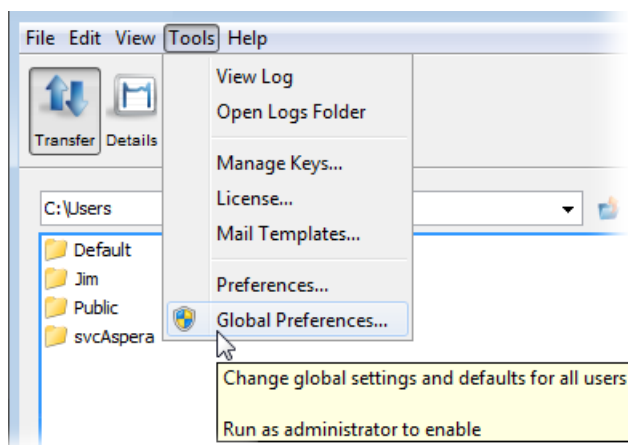 File Edit View Tools Help
View Log
Open Logs Folder
Transfer Details
Manage Keys...
License...
C:\Users
Mail Templates...
Default
Jim
Preferences...
Public
Global Preferences...
svcAspera
Change global settings and defaults for all users
Run as administrator to enable